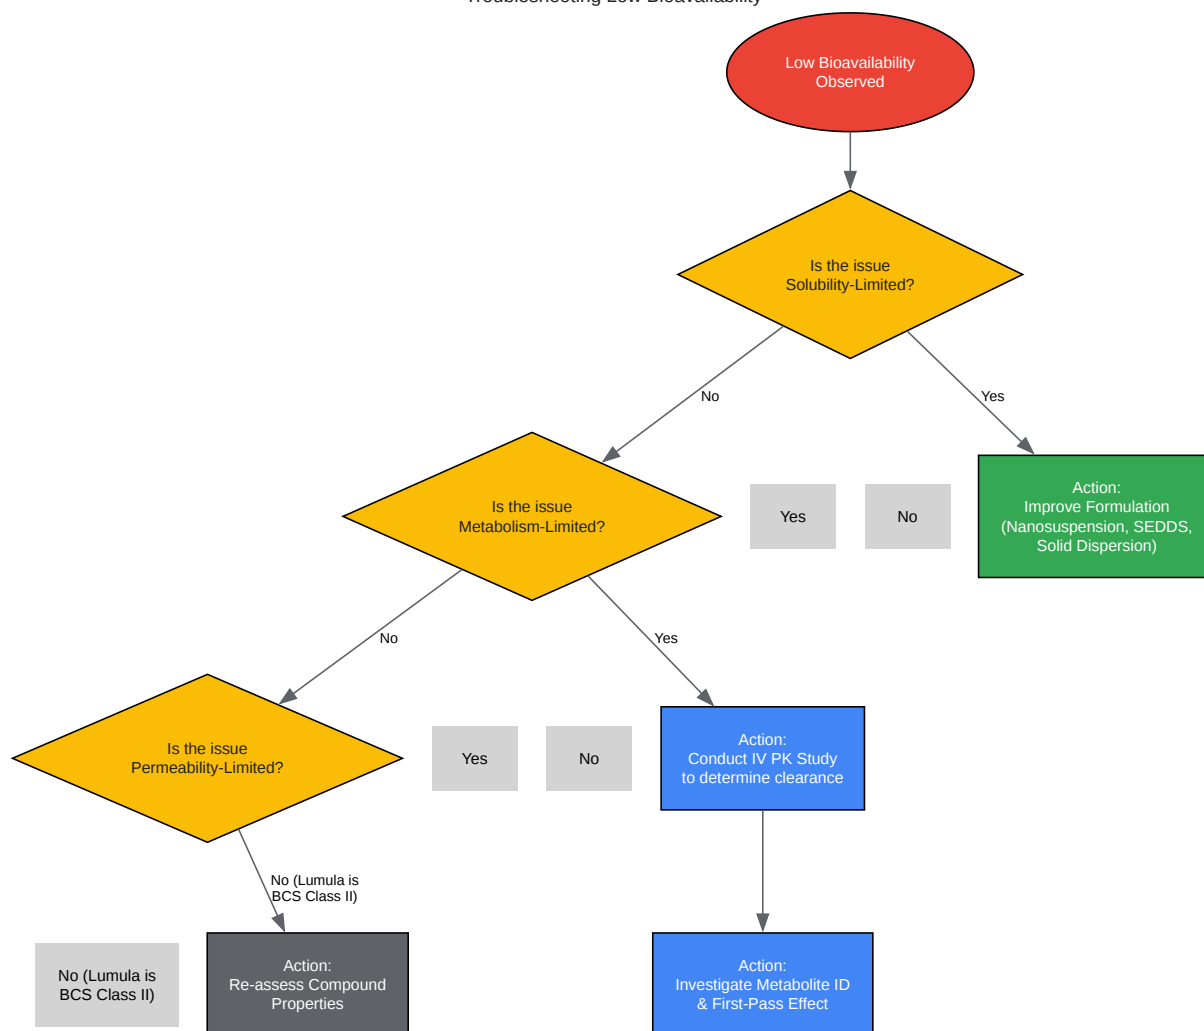 Troubleshooting Low Bioavailability
Low Bioavailability
Observed
Is the issue
Solubility-Limited?
No
Yes
Is the issue
Metabolism-Limited?
Yes
No
Action:
Improve Formulation
(Nanosuspension, SEDDS,
Solid Dispersion)
No
Yes
Is the issue
Permeability-Limited?
Yes
No
Action:
Conduct IV PK Study
to determine clearance
No (Lumula is
BCS Class II)
No (Lumula is
BCS Class II)
Action:
Re-assess Compound
Properties
Action:
Investigate Metabolite ID
& First-Pass Effect